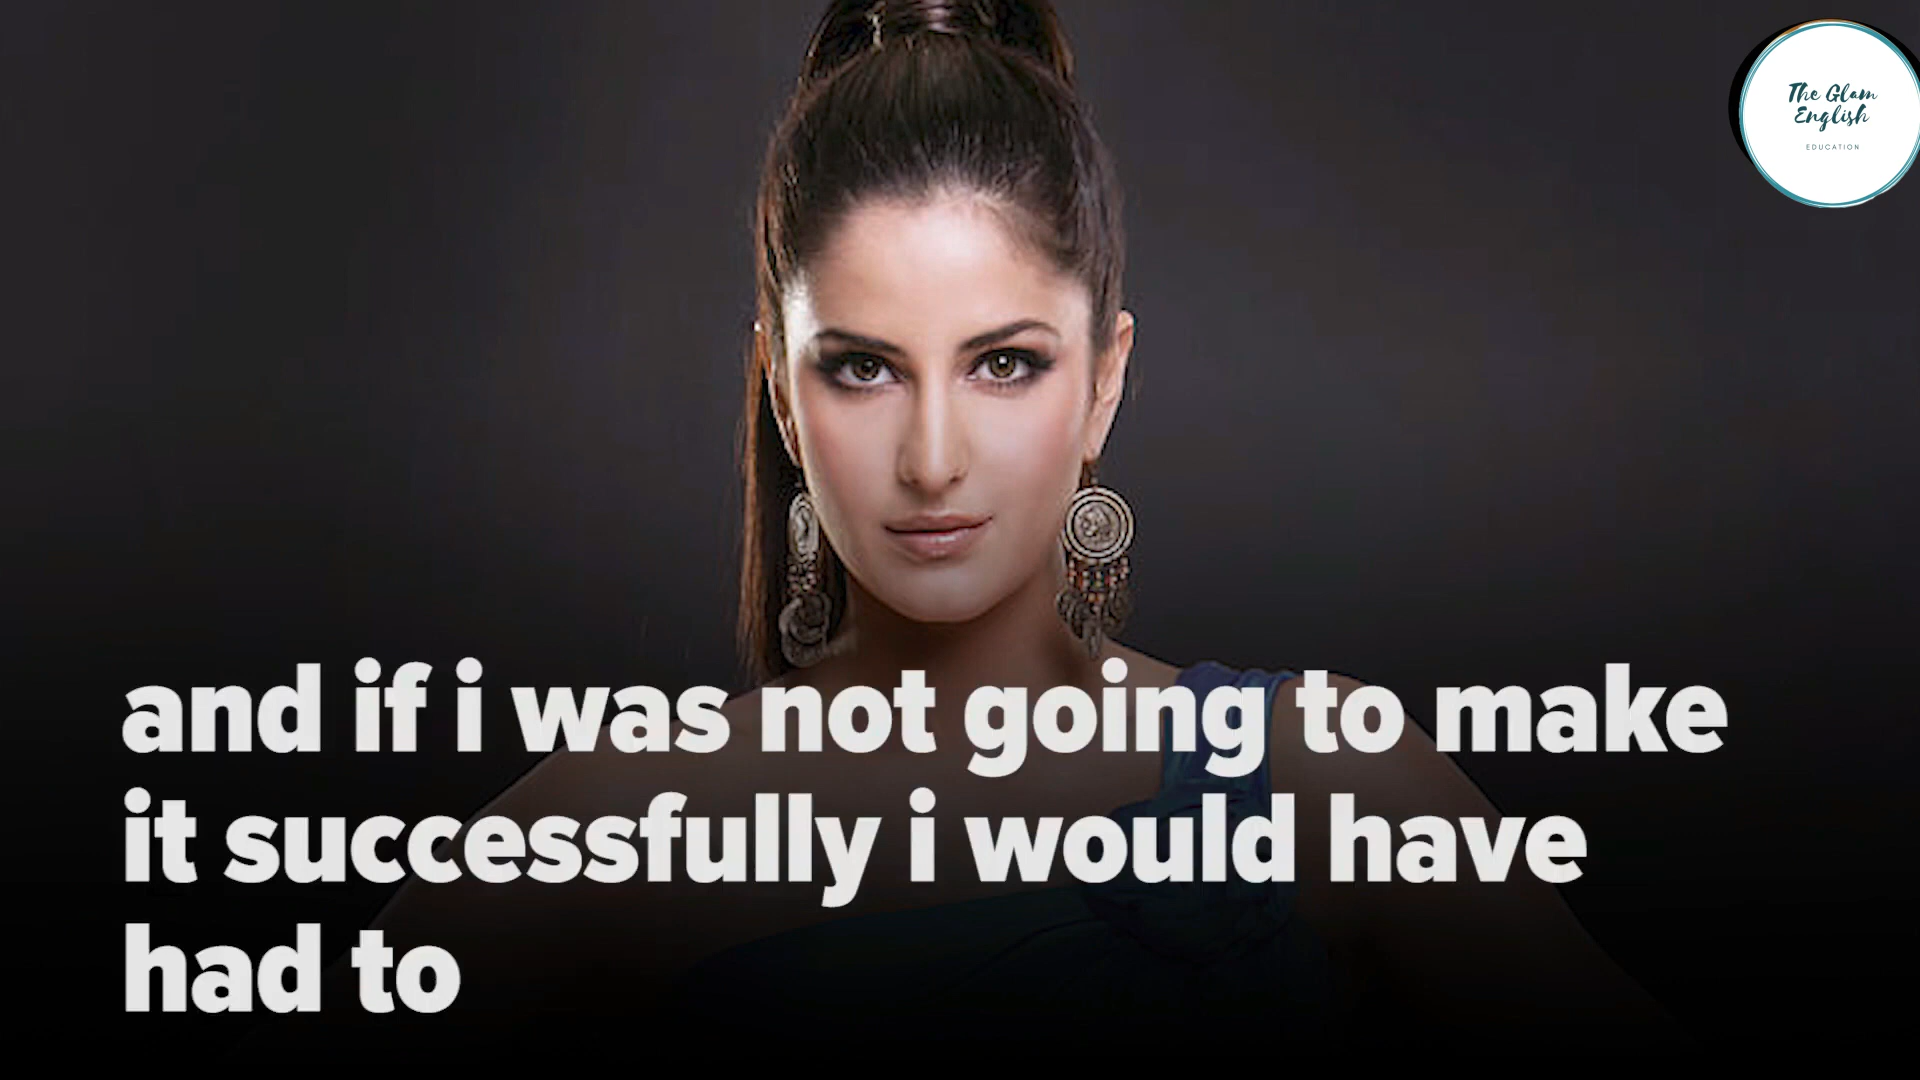 The Glam
English
EDUCATION
and if i was not going to make
it successfully i would have
had to